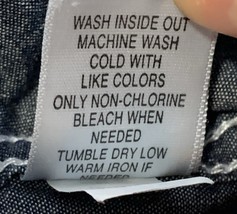 WASH INSIDE OUT
MACHINE WASH
COLD WITH
LIKE COLORS
ONLY NON-CHLORINE
BLEACH WHEN
NEEDED
TUMBLE DRY LOW
WARM IRON IF
NEEDED